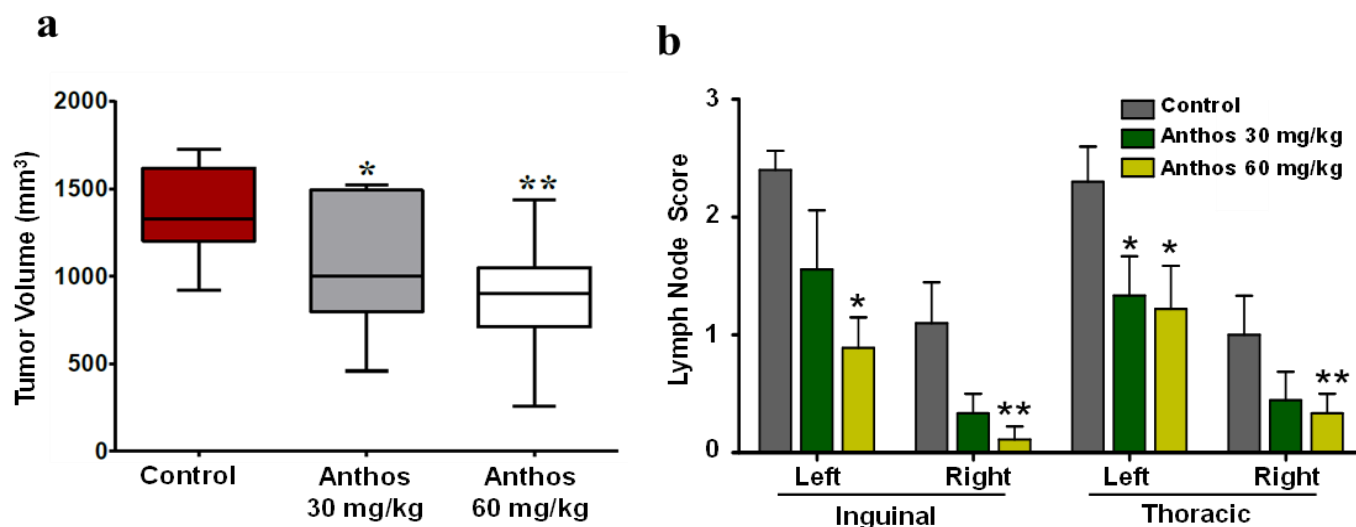 a
Tumor Volume (mm³)
2000
1500
1000
500
0
*
**
Control
Anthos
30 mg/kg
Anthos
60 mg/kg
b
Lymph Node Score
3
2
1
0
Control
Anthos 30 mg/kg
Anthos 60 mg/kg
*
**
*
*
**
Left
Right
Left
Right
Inguinal
Thoracic